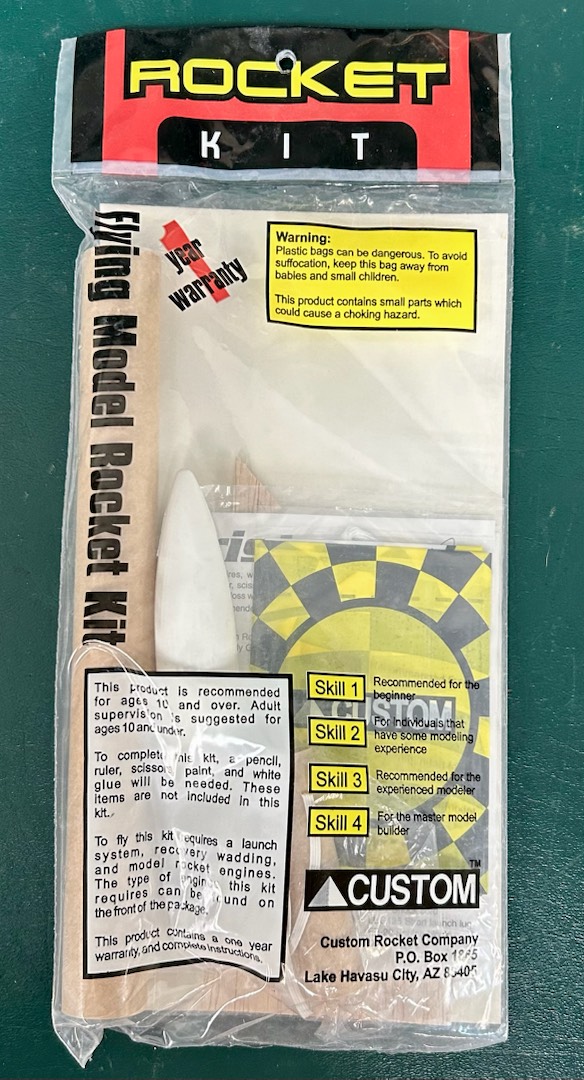 ROCKET
KIT
Flying Model Rocket Kit
1
year
warranty
Warning:
Plastic bags can be dangerous. To avoid
suffocation, keep this bag away from
babies and small children.
This product contains small parts which
could cause a choking hazard.
This product is recommended
for ages 10 and over. Adult
supervision is suggested for
ages 10 and under.
To complete this kit, a pencil,
ruler, scissors, paint, and white
glue will be needed. These
items are not included in this
kit.
To fly this kit requires a launch
system, recovery wadding,
and model rocket engines.
The type of engine this kit
requires can be found on
the front of the package.
This product contains a one year
warranty, and complete instructions.
Skill 1
Recommended for the
beginner
Skill 2
For individuals that
have some modeling
experience
Skill 3
Recommended for the
experienced modeler
Skill 4
For the master model
builder
CUSTOM
CUSTOM™
Custom Rocket Company
P.O. Box
Lake Havasu City, AZ